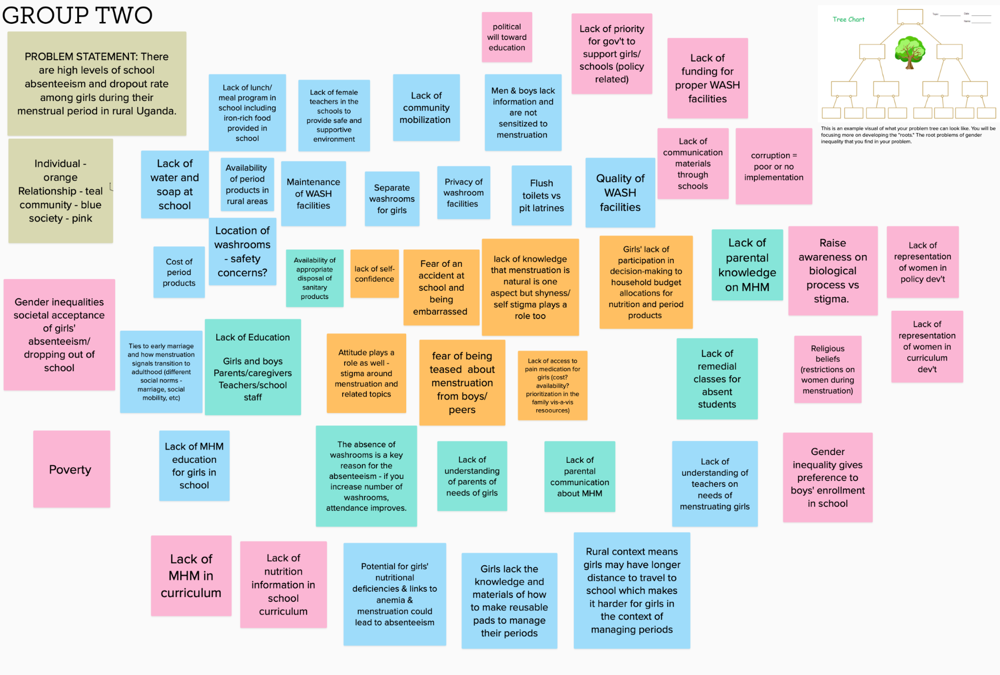 GROUP TWO
PROBLEM STATEMENT: There
are high levels of school
absenteeism and dropout rate
among girls during their
menstrual period in rural Uganda.
Individual -
orange
Relationship - teal
community - blue
society - pink
political
will toward
education
Lack of priority
for gov't to
support girls/
schools (policy
related)
Lack of
funding for
proper WASH
facilities
Tree Chart
Topic:
Date:
Name:
This is an example visual of what your problem tree can look like. You will be
focusing more on developing the "roots." The root problems of gender
inequality that you find in your problem.
Lack of lunch/
meal program in
school including
iron-rich food
provided in
school
Lack of female
teachers in the
schools to
provide safe and
supportive
environment
Lack of
community
mobilization
Men & boys lack
information and
are not
sensitized to
menstruation
Lack of
communication
materials
through
schools
corruption =
poor or no
implementation
Lack of
water and
soap at
school
Availability
of period
products in
rural areas
Maintenance
of WASH
facilities
Separate
washrooms
for girls
Privacy of
washroom
facilities
Flush
toilets vs
pit latrines
Quality of
WASH
facilities
Location of
washrooms
- safety
concerns?
Cost of
period
products
Availability of
appropriate
disposal of
sanitary
products
lack of self-
confidence
Fear of an
accident at
school and
being
embarrassed
lack of knowledge
that menstruation is
natural is one
aspect but shyness/
self stigma plays a
role too
Girls' lack of
participation in
decision-making to
household budget
allocations for
nutrition and period
products
Lack of
parental
knowledge
on MHM
Raise
awareness on
biological
process vs
stigma.
Lack of
representation
of women in
policy dev't
Gender inequalities
societal acceptance
of girls'
absenteeism/
dropping out of
school
Ties to early marriage
and how menstruation
signals transition to
adulthood (different
social norms -
marriage, social
mobility, etc)
Lack of Education
Girls and boys
Parents/caregivers
Teachers/school
staff
Attitude plays a
role as well -
stigma around
menstruation and
related topics
fear of being
teased about
menstruation
from boys/
peers
Lack of access to
pain medication for
girls (cost?
availability?
prioritization in the
family vis-a-vis
resoources)
Lack of
remedial
classes for
absent
students
Religious
beliefs
(restrictions on
women during
menstruation)
Lack of
representation
of women in
curriculum
dev't
Poverty
Lack of MHM
education
for girls in
school
The absence of
washrooms is a key
reason for the
absenteeism - if you
increase number of
washrooms,
attendance improves.
Lack of
understanding
of parents of
needs of girls
Lack of
parental
communication
about MHM
Lack of
understanding of
teachers on
needs of
menstruating girls
Gender
inequality gives
preference to
boys' enrollment
in school
Lack of
MHM in
curriculum
Lack of
nutrition
information in
school
curriculum
Potential for girls'
nutritional
deficiencies & links to
anemia &
menstruation could
lead to absenteeism
Girls lack the
knowledge and
materials of how
to make reusable
pads to manage
their periods
Rural context means
girls may have longer
distance to travel to
school which makes
it harder for girls in
the context of
managing periods